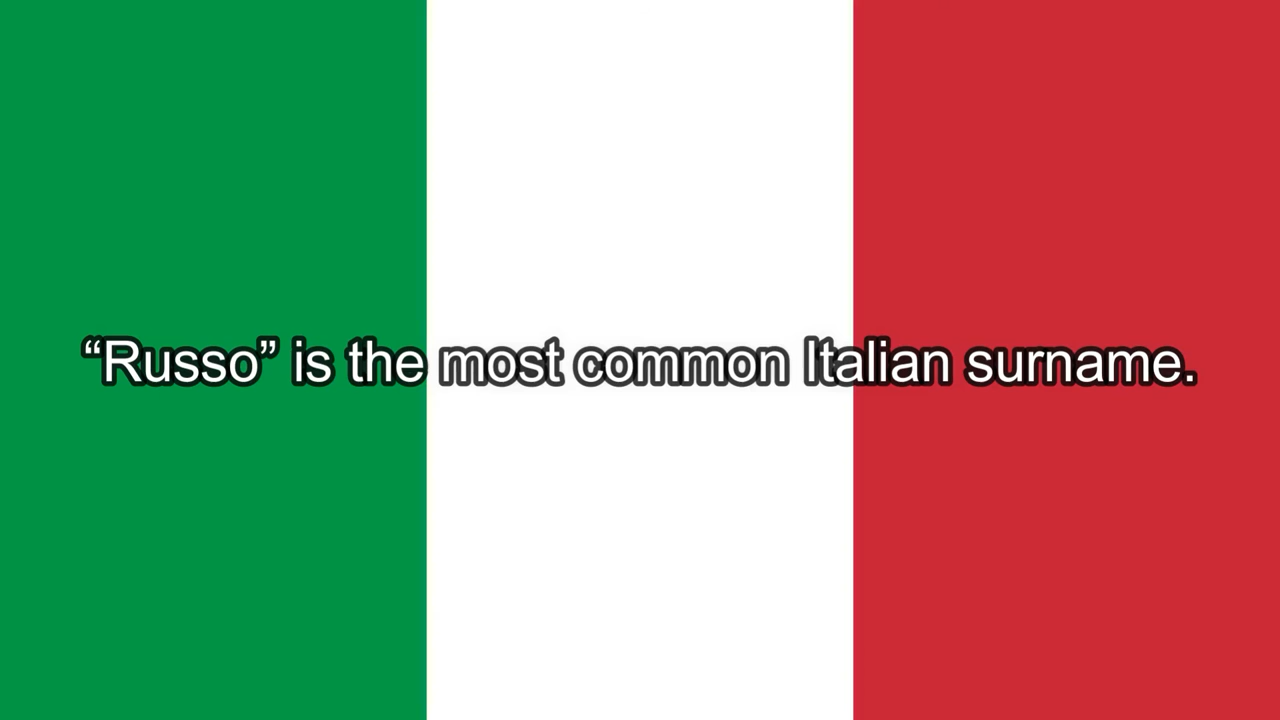 “Russo” is the most common Italian surname.